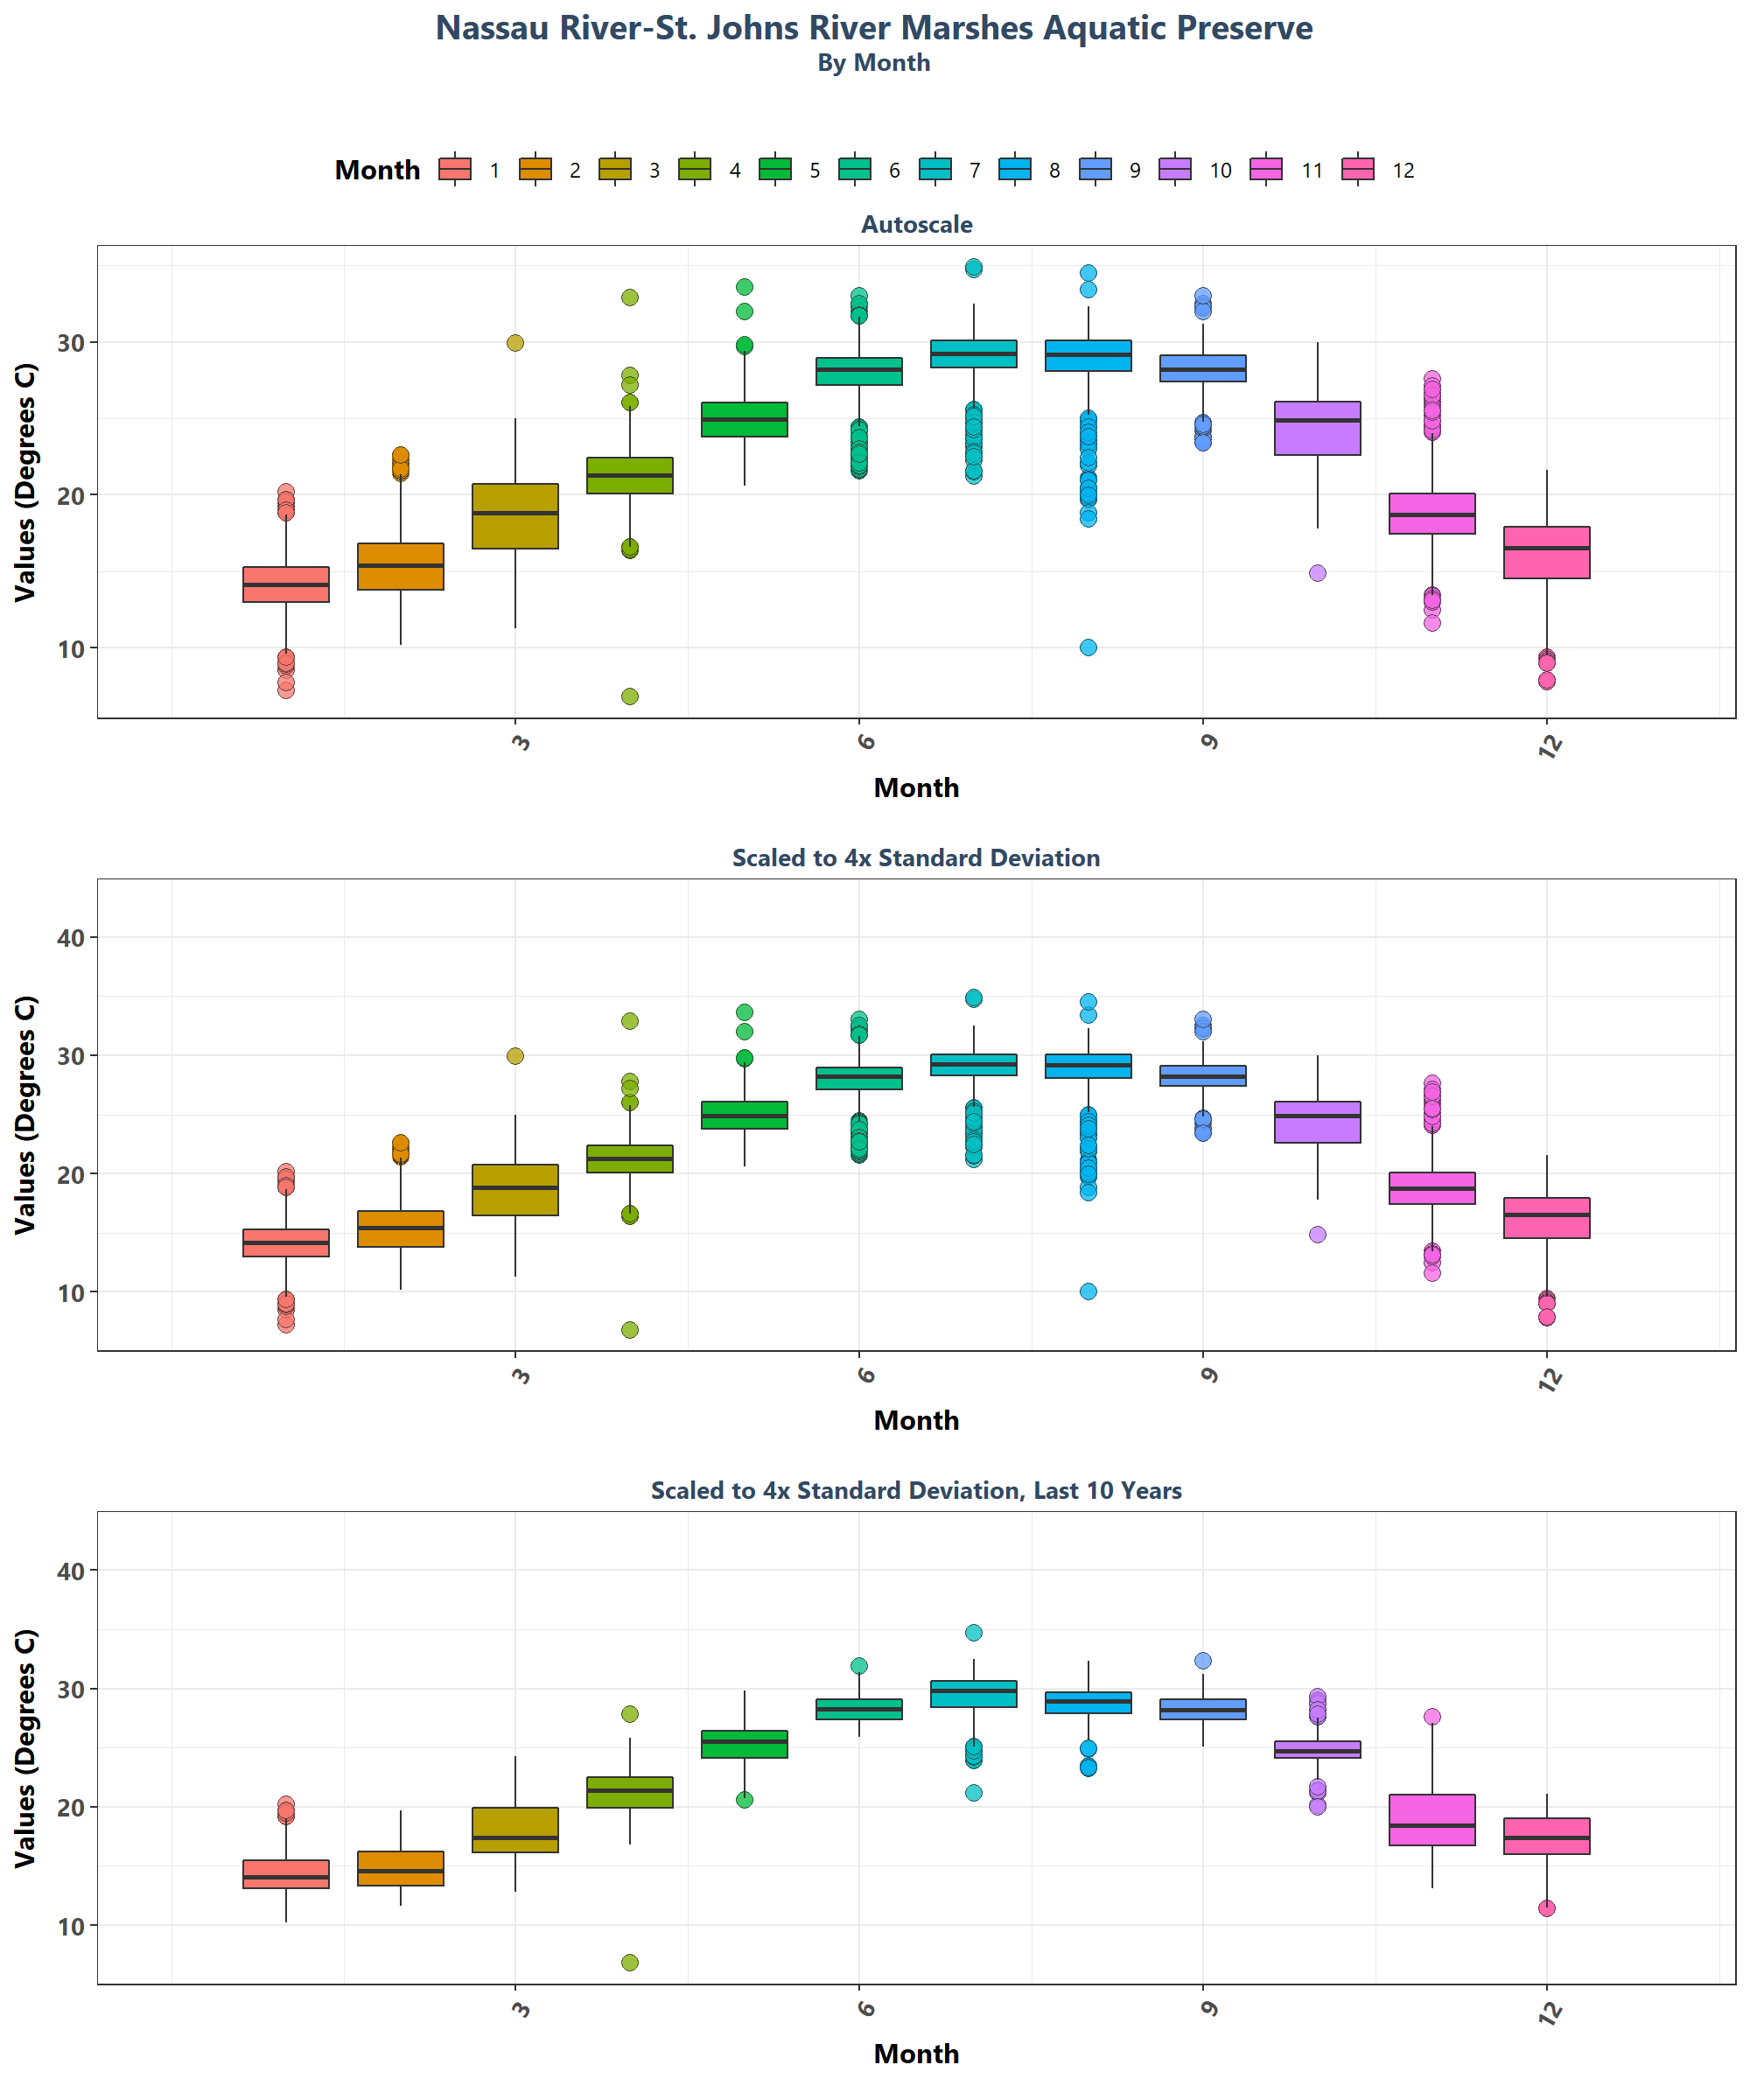 Nassau River-St. Johns River Marshes Aquatic Preserve
By Month
Month 1 2 3 4 5 6 7 8 9 10 11 12
Autoscale
Values (Degrees C)
30
20
10
3 6 9 12
Month
Scaled to 4x Standard Deviation
Values (Degrees C)
40
30
20
10
3 6 9 12
Month
Scaled to 4x Standard Deviation, Last 10 Years
Values (Degrees C)
40
30
20
10
3 6 9 12
Month